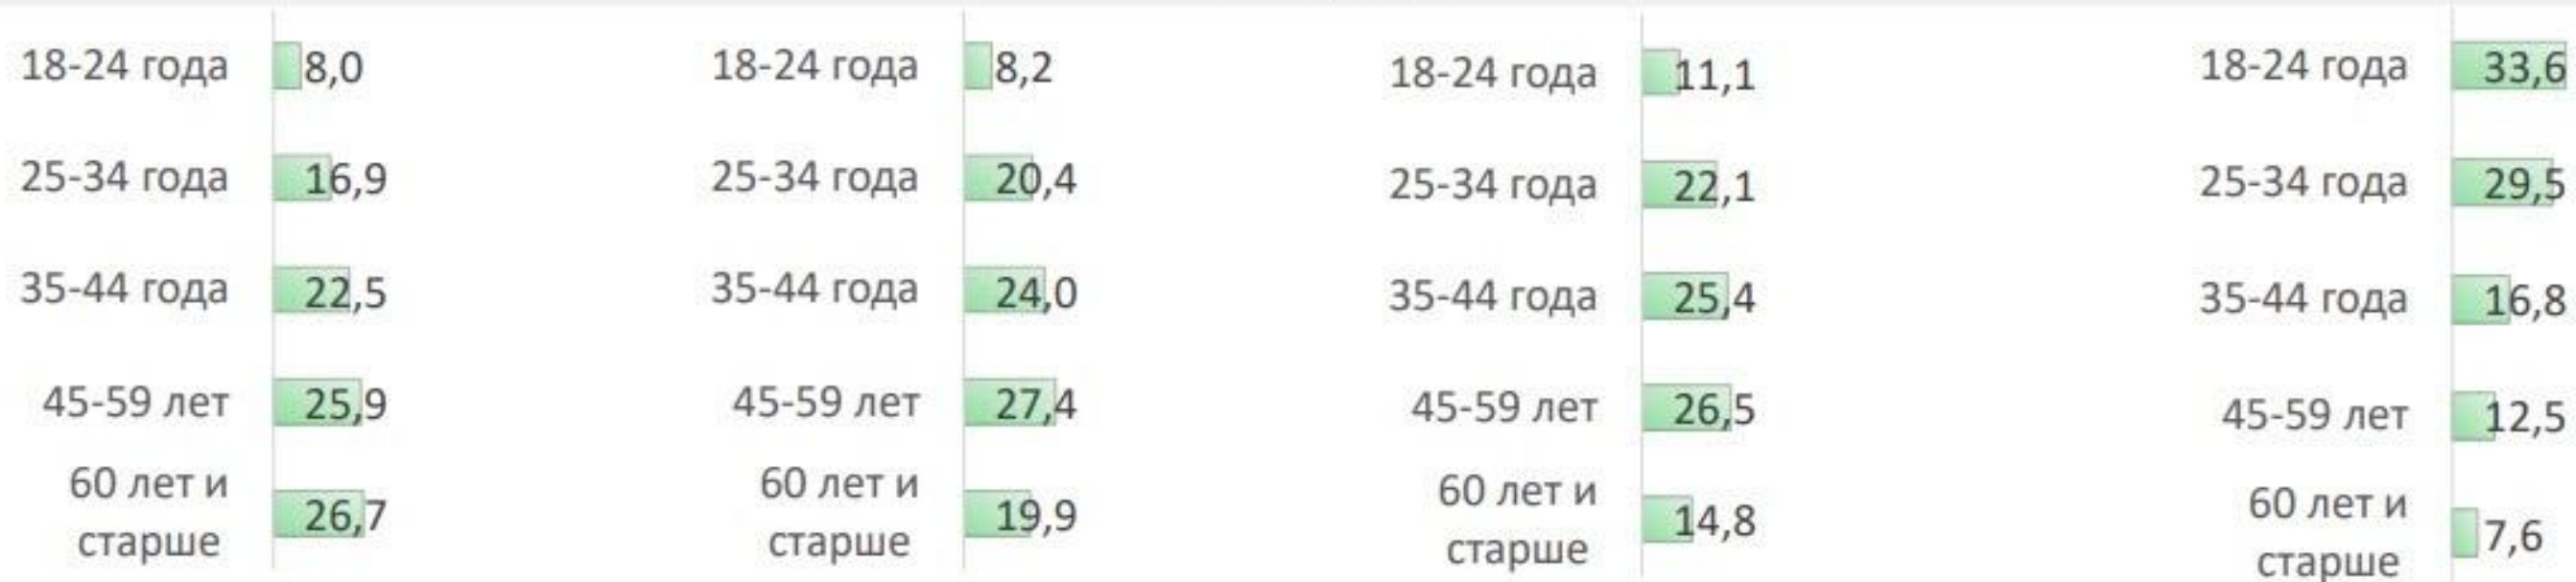 18-24 года 8,0
25-34 года 16,9
35-44 года 22,5
45-59 лет 25,9
60 лет и
старше 26,7
18-24 года 8,2
25-34 года 20,4
35-44 года 24,0
45-59 лет 27,4
60 лет и
старше 19,9
18-24 года 11,1
25-34 года 22,1
35-44 года 25,4
45-59 лет 26,5
60 лет и
старше 14,8
18-24 года 33,6
25-34 года 29,5
35-44 года 16,8
45-59 лет 12,5
60 лет и
старше 7,6